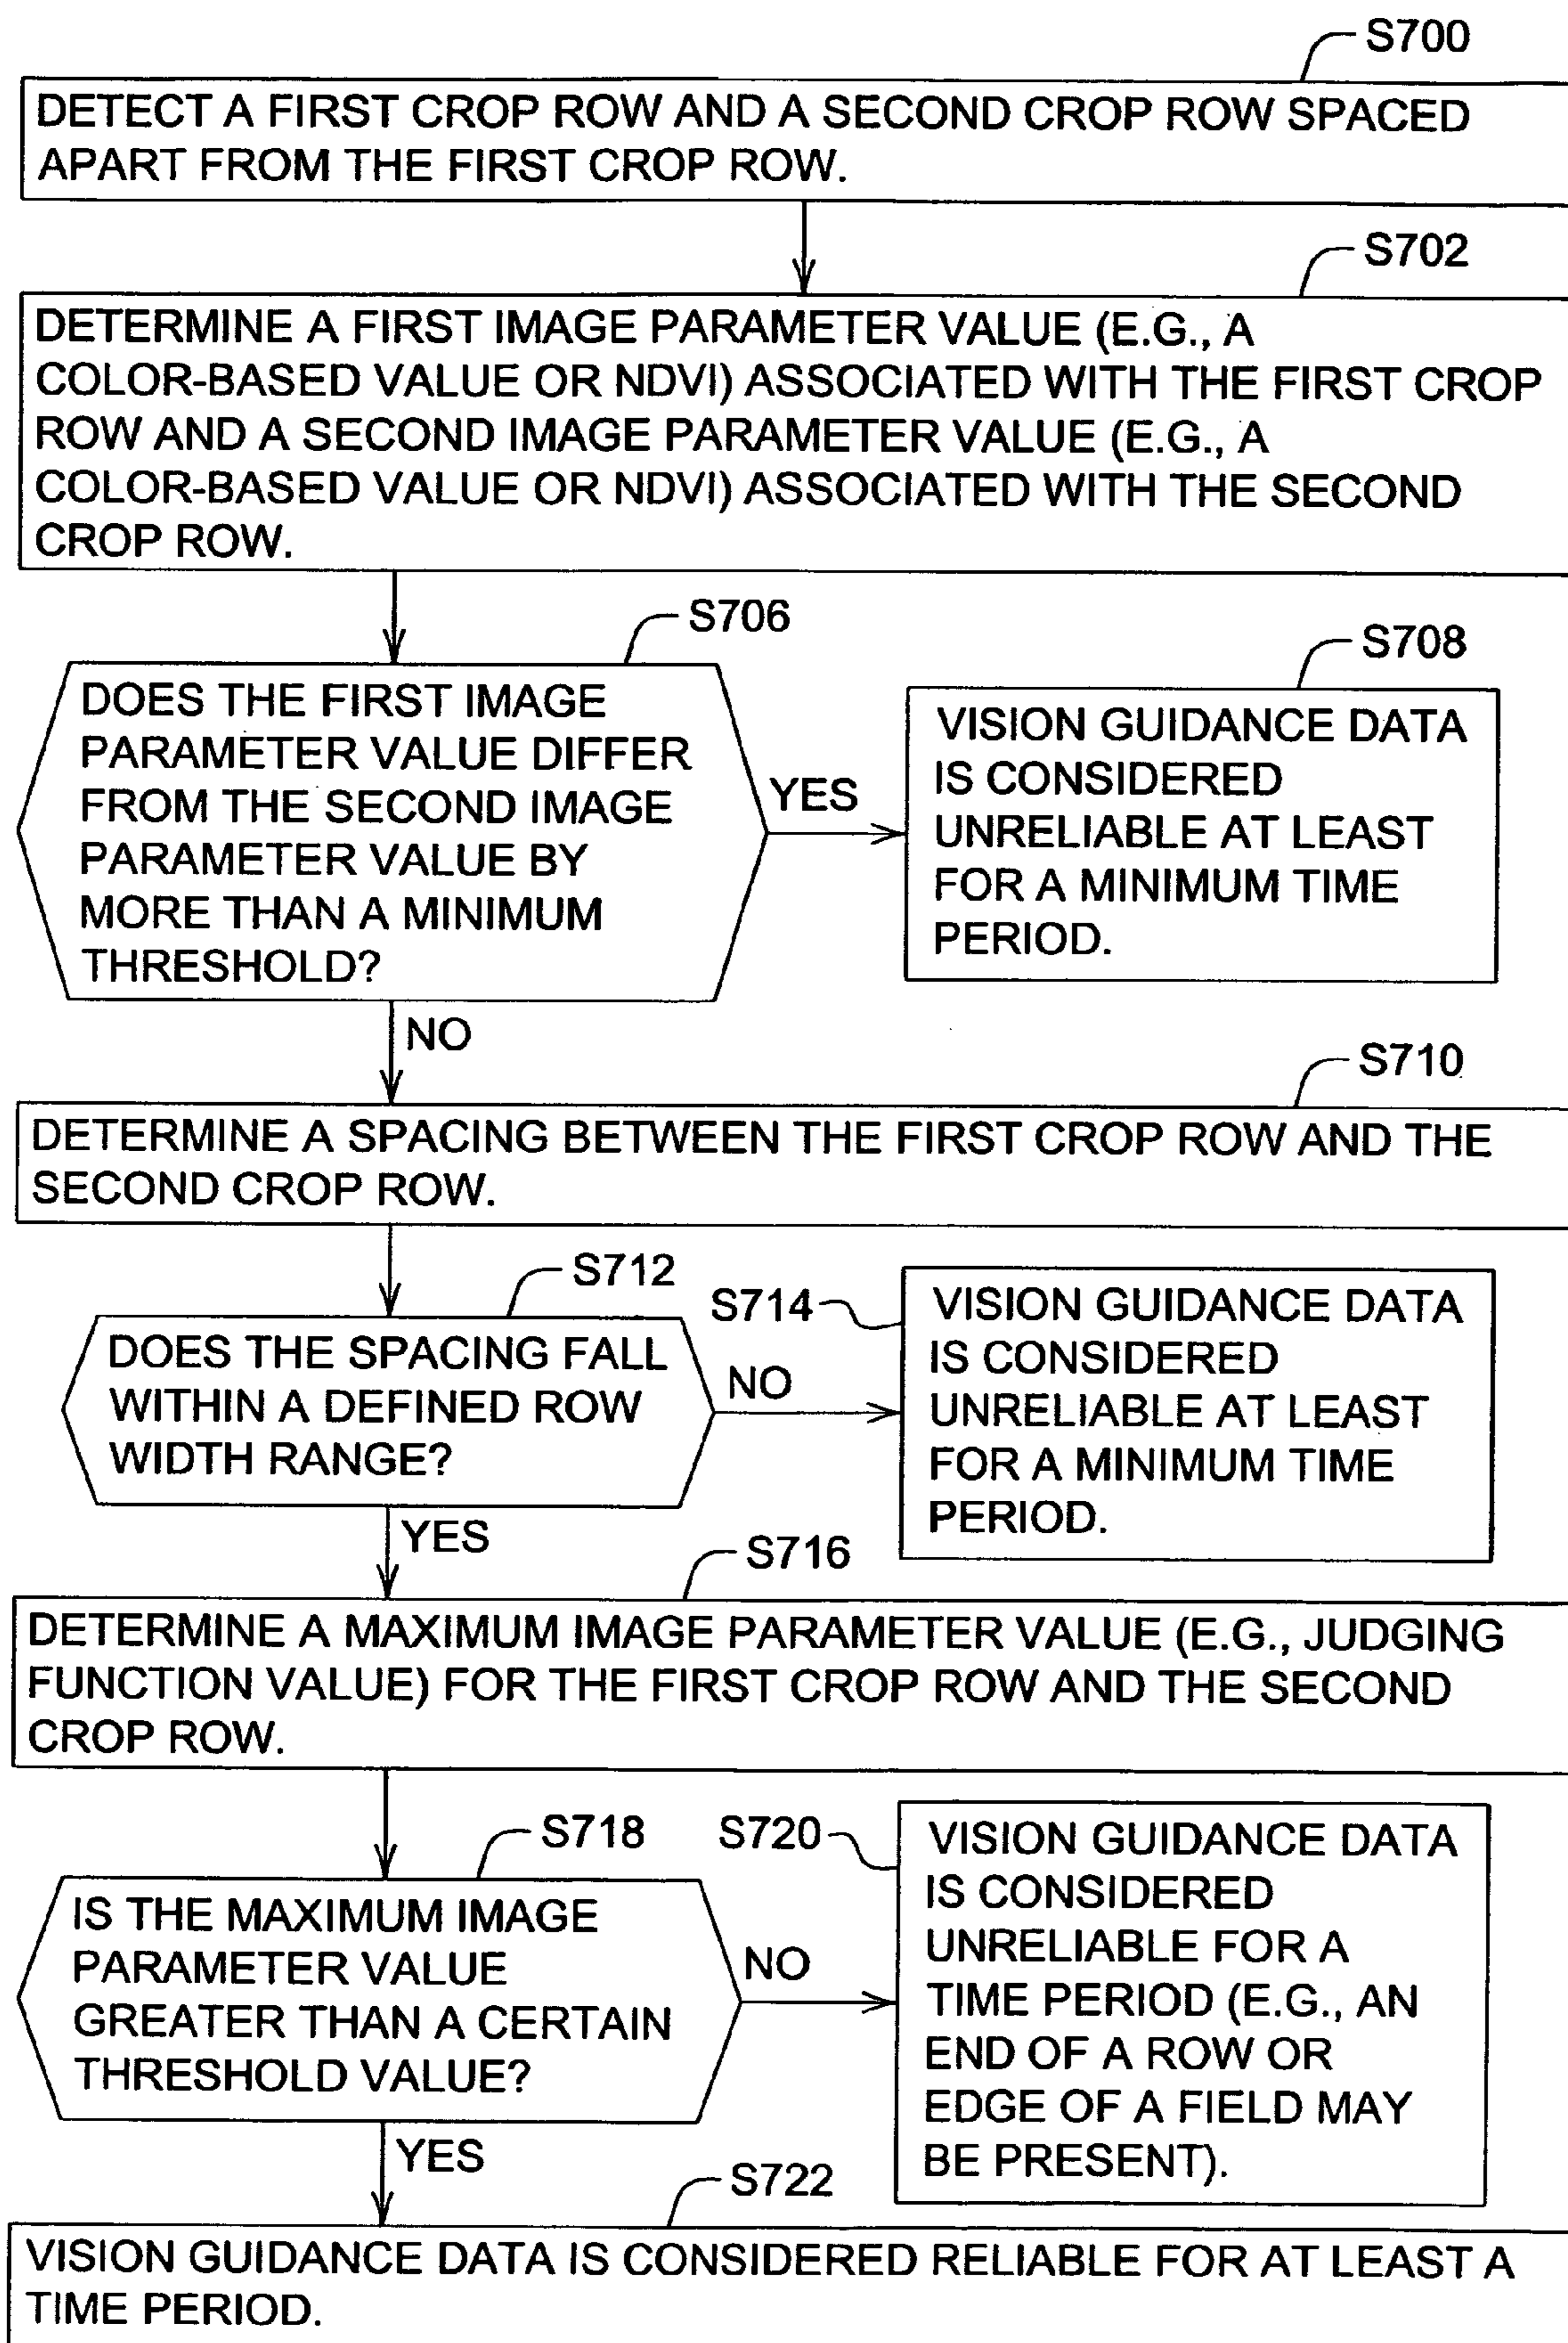 S700
DETECT A FIRST CROP ROW AND A SECOND CROP ROW SPACED
APART FROM THE FIRST CROP ROW.
S702
DETERMINE A FIRST IMAGE PARAMETER VALUE (E.G., A
COLOR-BASED VALUE OR NDVI) ASSOCIATED WITH THE FIRST CROP
ROW AND A SECOND IMAGE PARAMETER VALUE (E.G., A
COLOR-BASED VALUE OR NDVI) ASSOCIATED WITH THE SECOND
CROP ROW.
S706
DOES THE FIRST IMAGE
PARAMETER VALUE DIFFER
FROM THE SECOND IMAGE
PARAMETER VALUE BY
MORE THAN A MINIMUM
THRESHOLD?
YES
S708
VISION GUIDANCE DATA
IS CONSIDERED
UNRELIABLE AT LEAST
FOR A MINIMUM TIME
PERIOD.
NO
S710
DETERMINE A SPACING BETWEEN THE FIRST CROP ROW AND THE
SECOND CROP ROW.
S712
DOES THE SPACING FALL
WITHIN A DEFINED ROW
WIDTH RANGE?
NO
S714
VISION GUIDANCE DATA
IS CONSIDERED
UNRELIABLE AT LEAST
FOR A MINIMUM TIME
PERIOD.
YES
S716
DETERMINE A MAXIMUM IMAGE PARAMETER VALUE (E.G., JUDGING
FUNCTION VALUE) FOR THE FIRST CROP ROW AND THE SECOND
CROP ROW.
S718
IS THE MAXIMUM IMAGE
PARAMETER VALUE
GREATER THAN A CERTAIN
THRESHOLD VALUE?
NO
S720
VISION GUIDANCE DATA
IS CONSIDERED
UNRELIABLE FOR A
TIME PERIOD (E.G., AN
END OF A ROW OR
EDGE OF A FIELD MAY
BE PRESENT).
YES
S722
VISION GUIDANCE DATA IS CONSIDERED RELIABLE FOR AT LEAST A
TIME PERIOD.